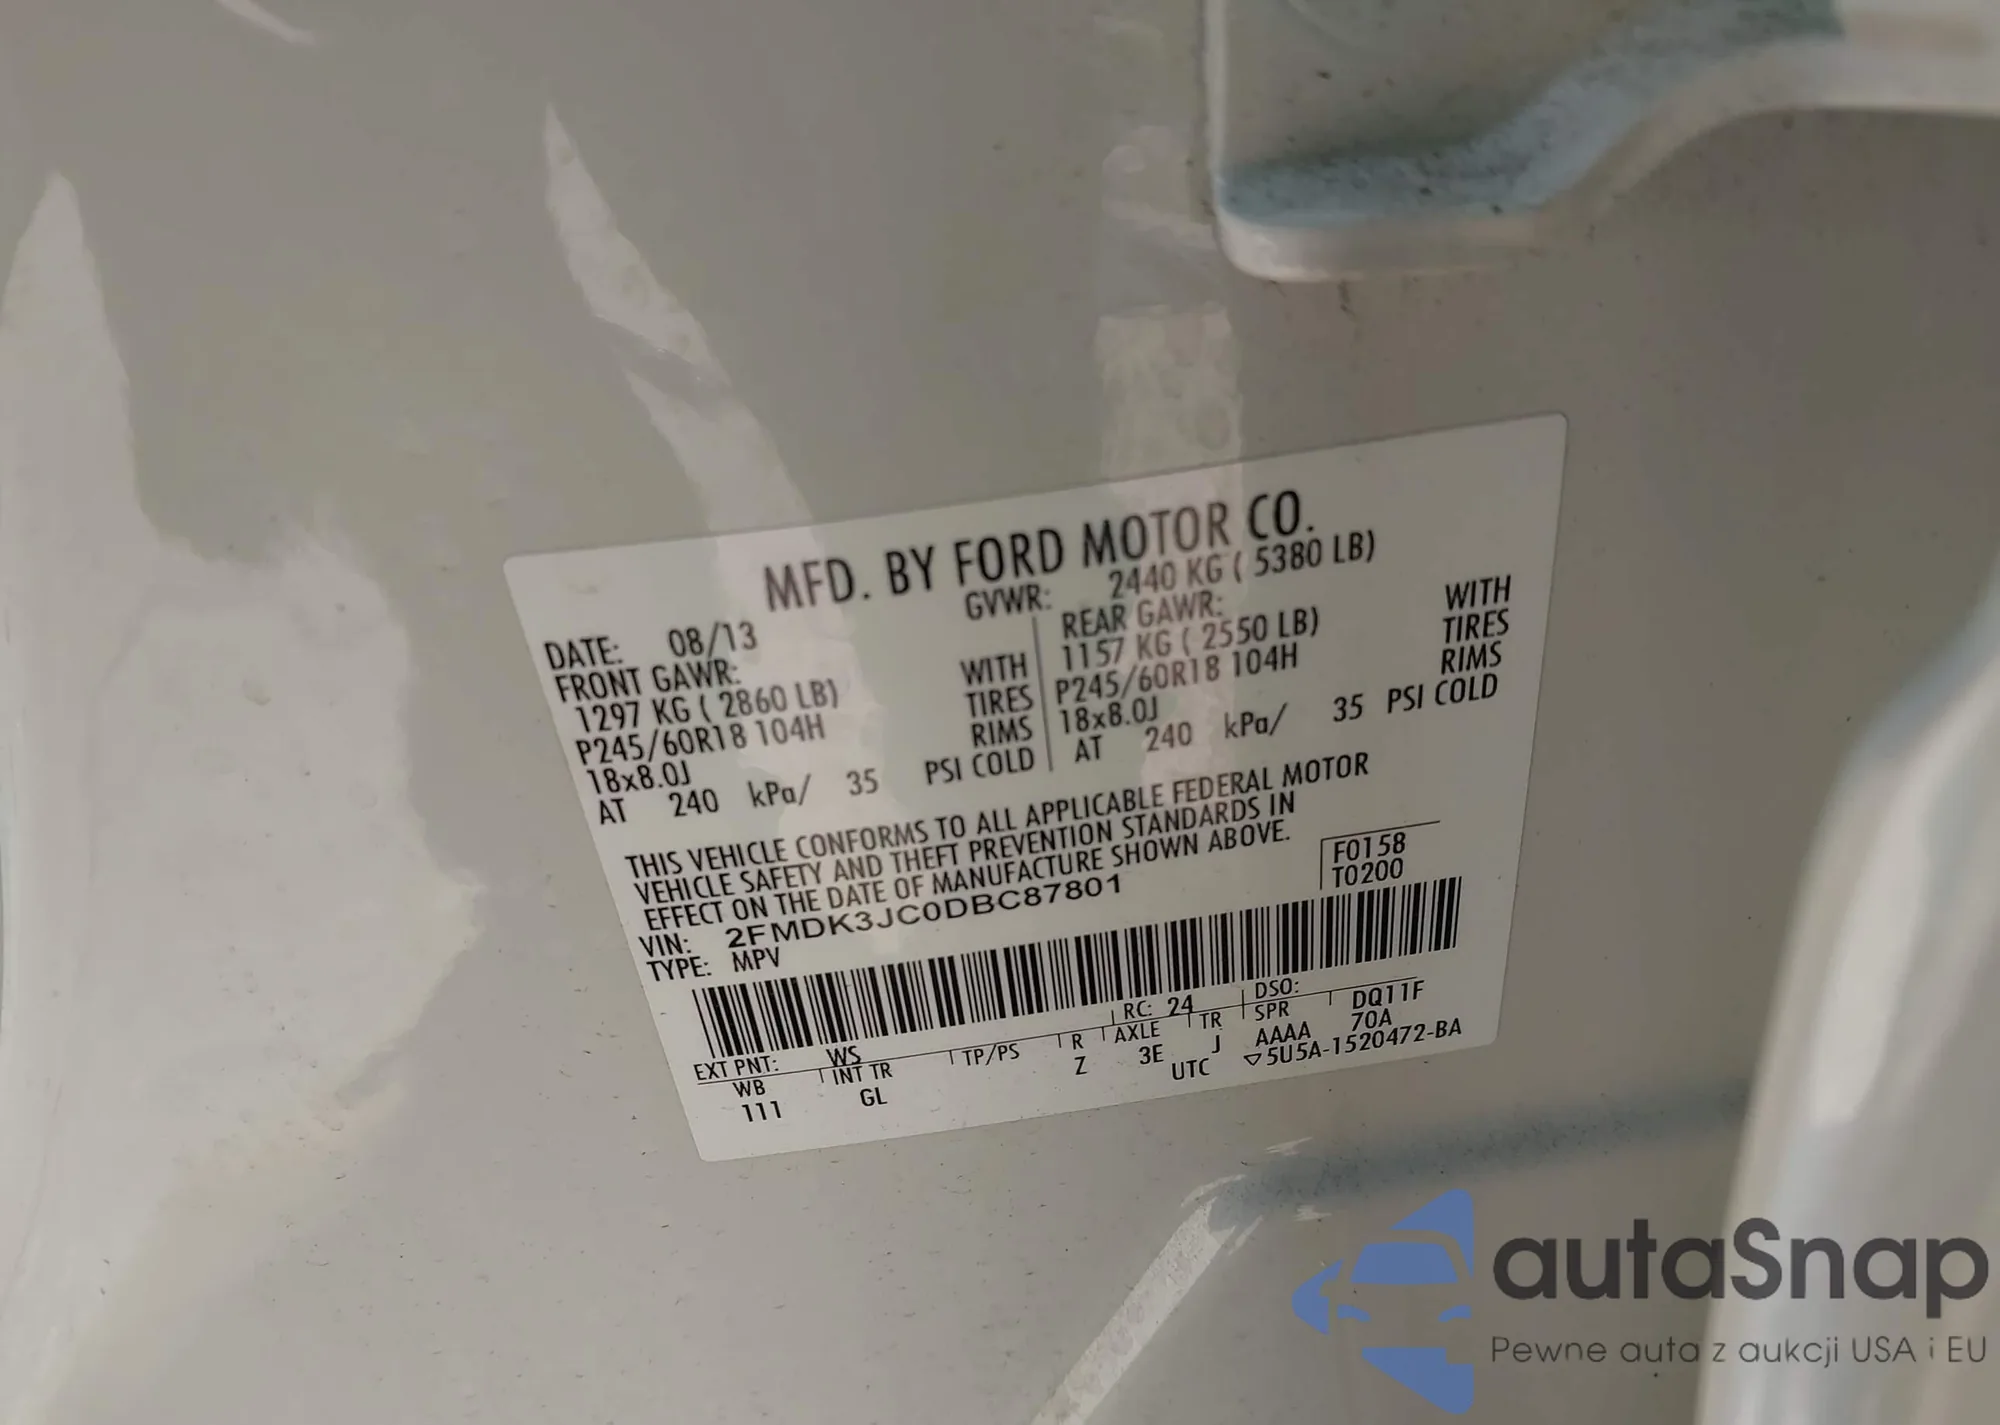 MFD. BY FORD MOTOR CO.
DATE: 08/13 GVWR: 2440 KG ( 5380 LB)
FRONT GAWR: REAR GAWR:
1297 KG ( 2860 LB) WITH 1157 KG ( 2550 LB) WITH
P245/60R18 104H TIRES P245/60R18 104H TIRES
18x8.0J RIMS 18x8.0J RIMS
AT 240 kPa/ 35 PSI COLD AT 240 kPa/ 35 PSI COLD
THIS VEHICLE CONFORMS TO ALL APPLICABLE FEDERAL MOTOR
VEHICLE SAFETY AND THEFT PREVENTION STANDARDS IN
EFFECT ON THE DATE OF MANUFACTURE SHOWN ABOVE.
VIN: 2FMDK3JC0DBC87801 F0158
TYPE: MPV T0200
EXT PNT: WS RC: 24 DSO:
WB INT TR TP/PS R AXLE TR SPR DQ11F
111 GL Z 3E J AAAA 70A
UTC ▽5U5A-1520472-BA
autaSnap
Pewne auta z aukcji USA i EU